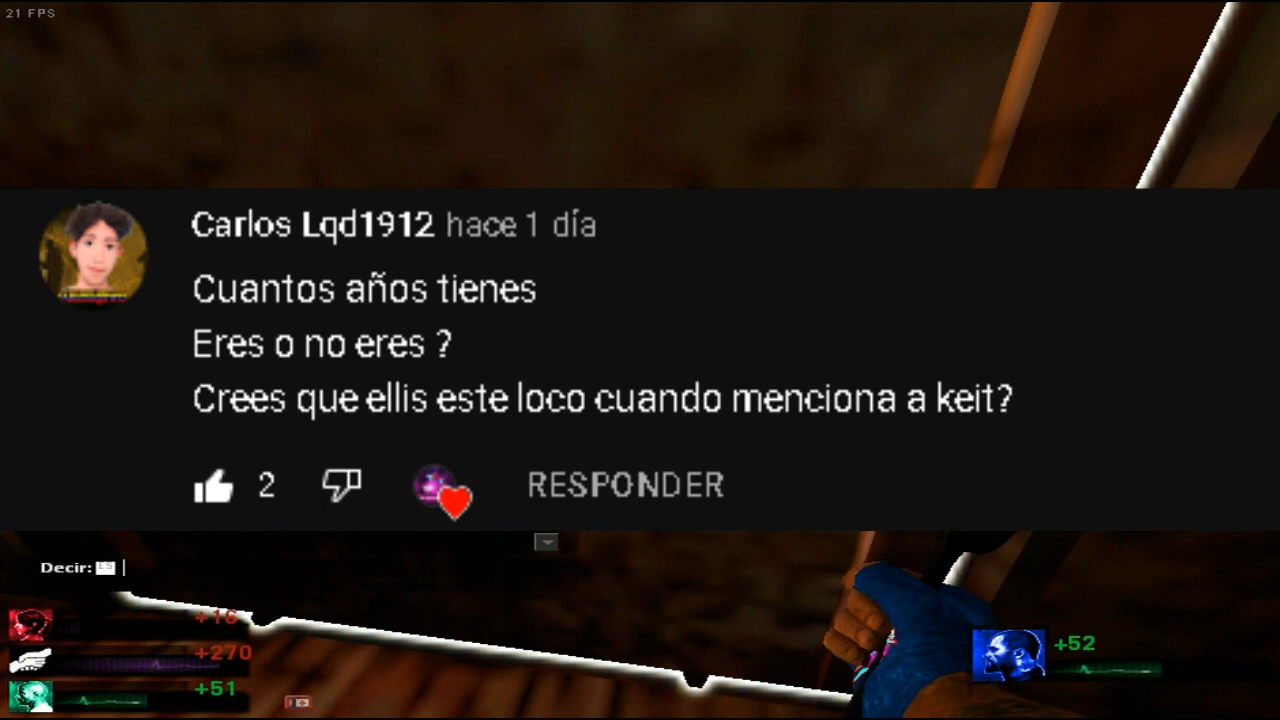 21 FPS
Carlos Lqd1912 hace 1 día
Cuantos años tienes
Eres o no eres ?
Crees que ellis este loco cuando menciona a keit?
2
RESPONDER
Decir: ES
+16
+270
+51
+52